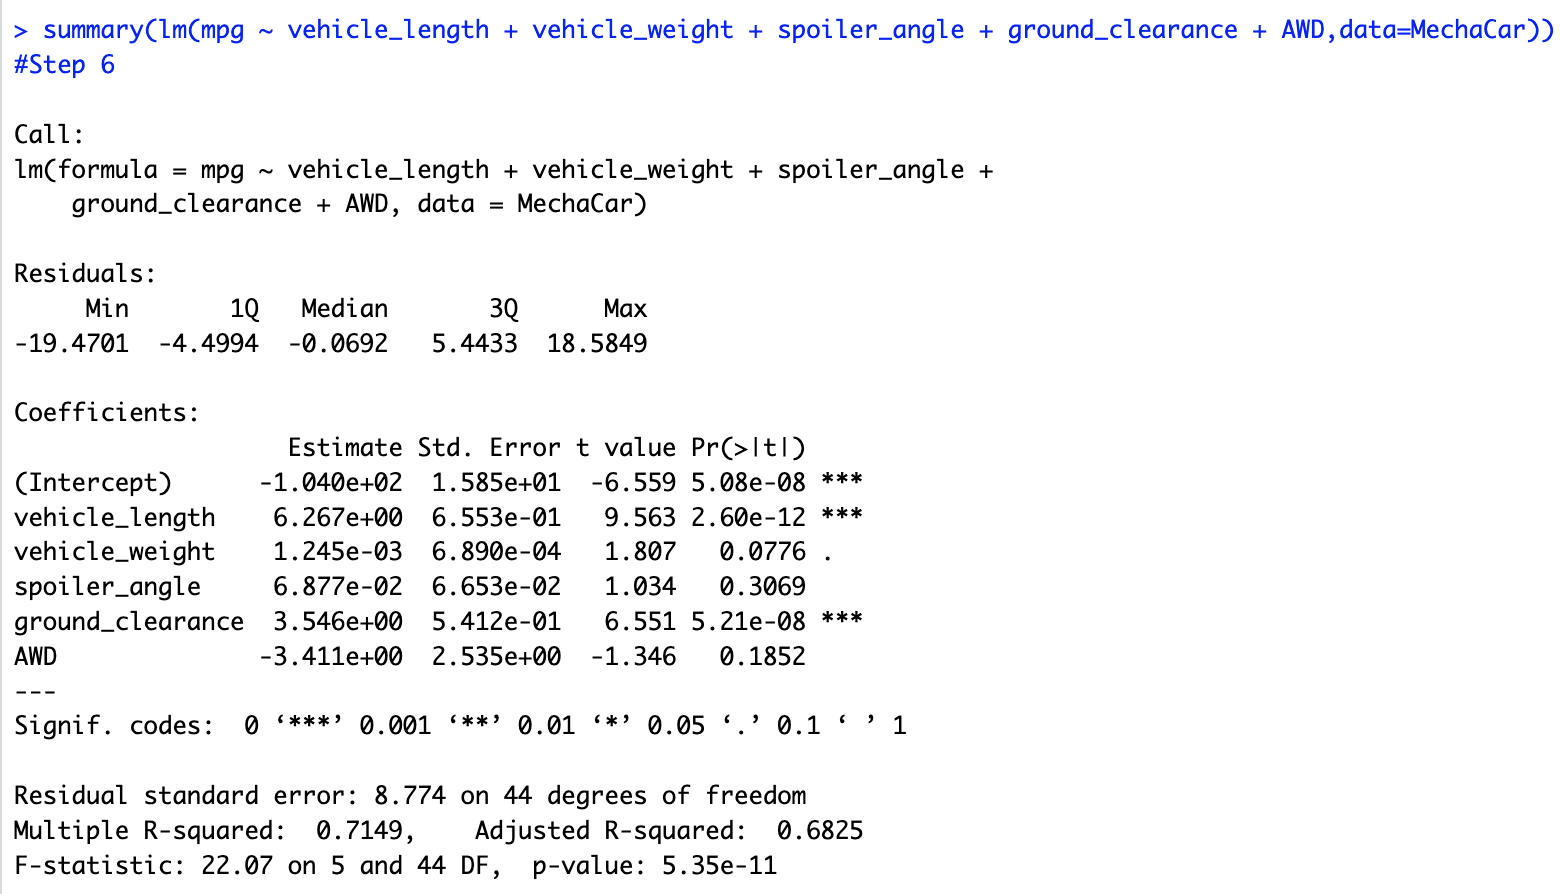 > summary(lm(mpg ~ vehicle_length + vehicle_weight + spoiler_angle + ground_clearance + AWD,data=MechaCar))
#Step 6

Call:
lm(formula = mpg ~ vehicle_length + vehicle_weight + spoiler_angle +
    ground_clearance + AWD, data = MechaCar)

Residuals:
     Min       1Q   Median       3Q      Max
-19.4701  -4.4994  -0.0692   5.4433  18.5849

Coefficients:
                   Estimate Std. Error t value Pr(>|t|)
(Intercept)      -1.040e+02  1.585e+01  -6.559 5.08e-08 ***
vehicle_length    6.267e+00  6.553e-01   9.563 2.60e-12 ***
vehicle_weight    1.245e-03  6.890e-04   1.807   0.0776 .
spoiler_angle     6.877e-02  6.653e-02   1.034   0.3069
ground_clearance  3.546e+00  5.412e-01   6.551 5.21e-08 ***
AWD              -3.411e+00  2.535e+00  -1.346   0.1852
---
Signif. codes:  0 ‘***’ 0.001 ‘**’ 0.01 ‘*’ 0.05 ‘.’ 0.1 ‘ ’ 1

Residual standard error: 8.774 on 44 degrees of freedom
Multiple R-squared:  0.7149,    Adjusted R-squared:  0.6825
F-statistic: 22.07 on 5 and 44 DF,  p-value: 5.35e-11